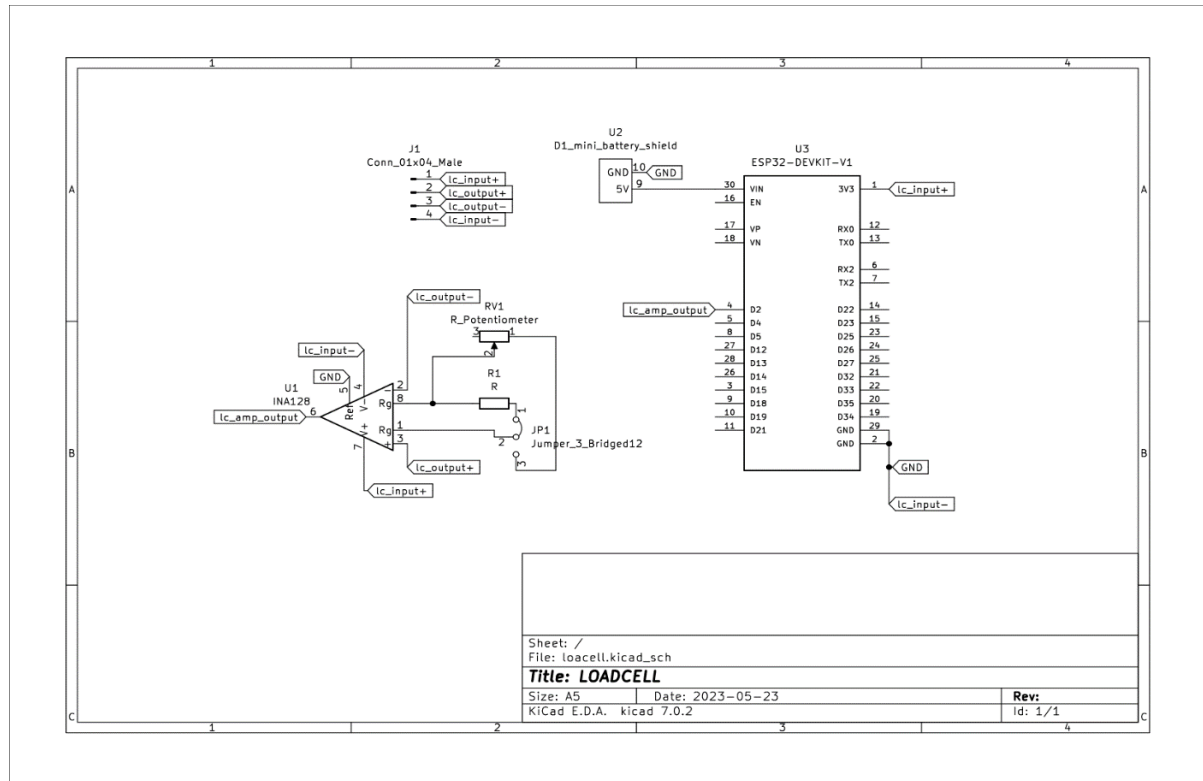 1 2 3 4
A A
B B
C C
1 2 3 4
J1
Conn_01x04_Male
1 lc_input+
2 lc_output+
3 lc_output-
4 lc_input-
U2
D1_mini_battery_shield
GND 10 GND
5V 9
U3
ESP32-DEVKIT-V1
30 VIN 3V3 1 lc_input+
16 EN
17 VP RX0 12
18 VN TX0 13
RX2 6
TX2 7
lc_amp_output 4 D2 D22 14
5 D4 D23 15
8 D5 D25 23
27 D12 D26 24
28 D13 D27 25
26 D14 D32 21
3 D15 D33 22
9 D18 D35 20
10 D19 D34 19
11 D21 GND 29
GND 2
GND
lc_input-
lc_output-
RV1
R_Potentiometer
3 1
2
lc_input-
GND
R1
R
U1
INA128
5 4 2 -
Ref V- 8 Rg
lc_amp_output 6
V+ Rg 1
7 + 3
1
2
3
JP1
Jumper_3_Bridged12
lc_output+
lc_input+
Sheet: /
File: loacell.kicad_sch
Title: LOADCELL
Size: A5 Date: 2023-05-23 Rev:
KiCad E.D.A. kicad 7.0.2 Id: 1/1